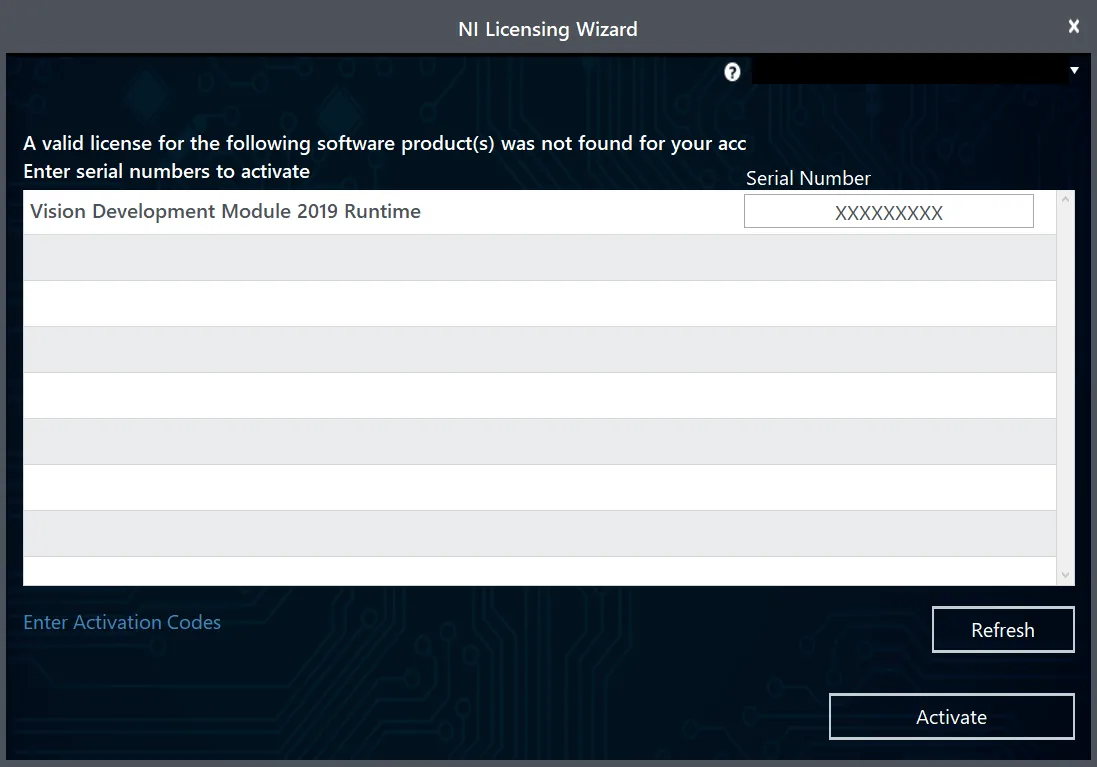 NI Licensing Wizard
x
?
A valid license for the following software product(s) was not found for your acc
Enter serial numbers to activate
Serial Number
Vision Development Module 2019 Runtime
XXXXXXXXX
Enter Activation Codes
Refresh
Activate